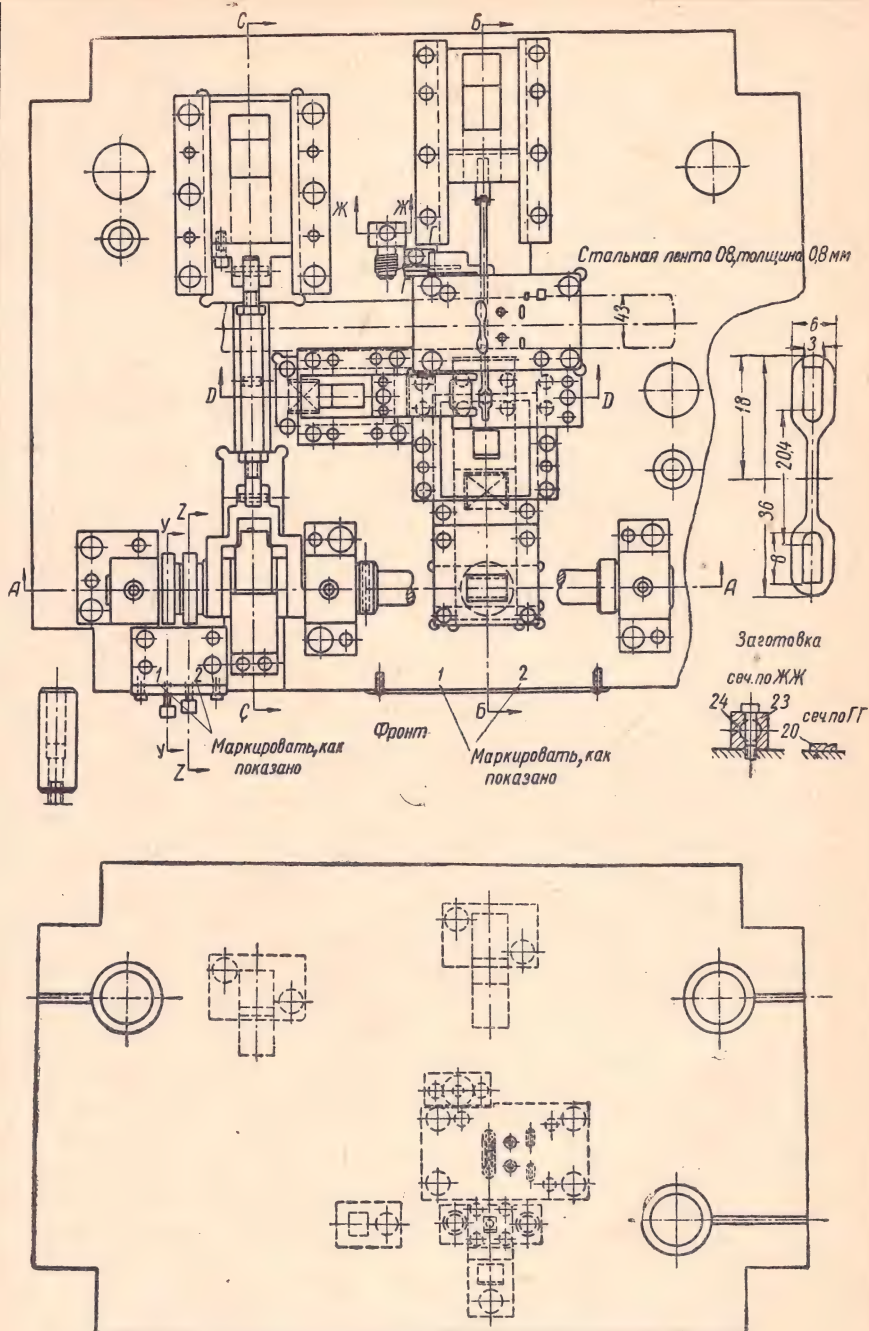 С
Б
Ж
Ж
Стальная лента 08, толщина 0,8 мм
43
6
3
18
20,4
36
8
D
D
У
Z
А
А
1
2
У
Z
С
Маркировать, как
показано
Фронт
1
2
Б
Маркировать, как
показано
Заготовка
сеч. по ЖЖ
24
23
сеч по ГГ
20